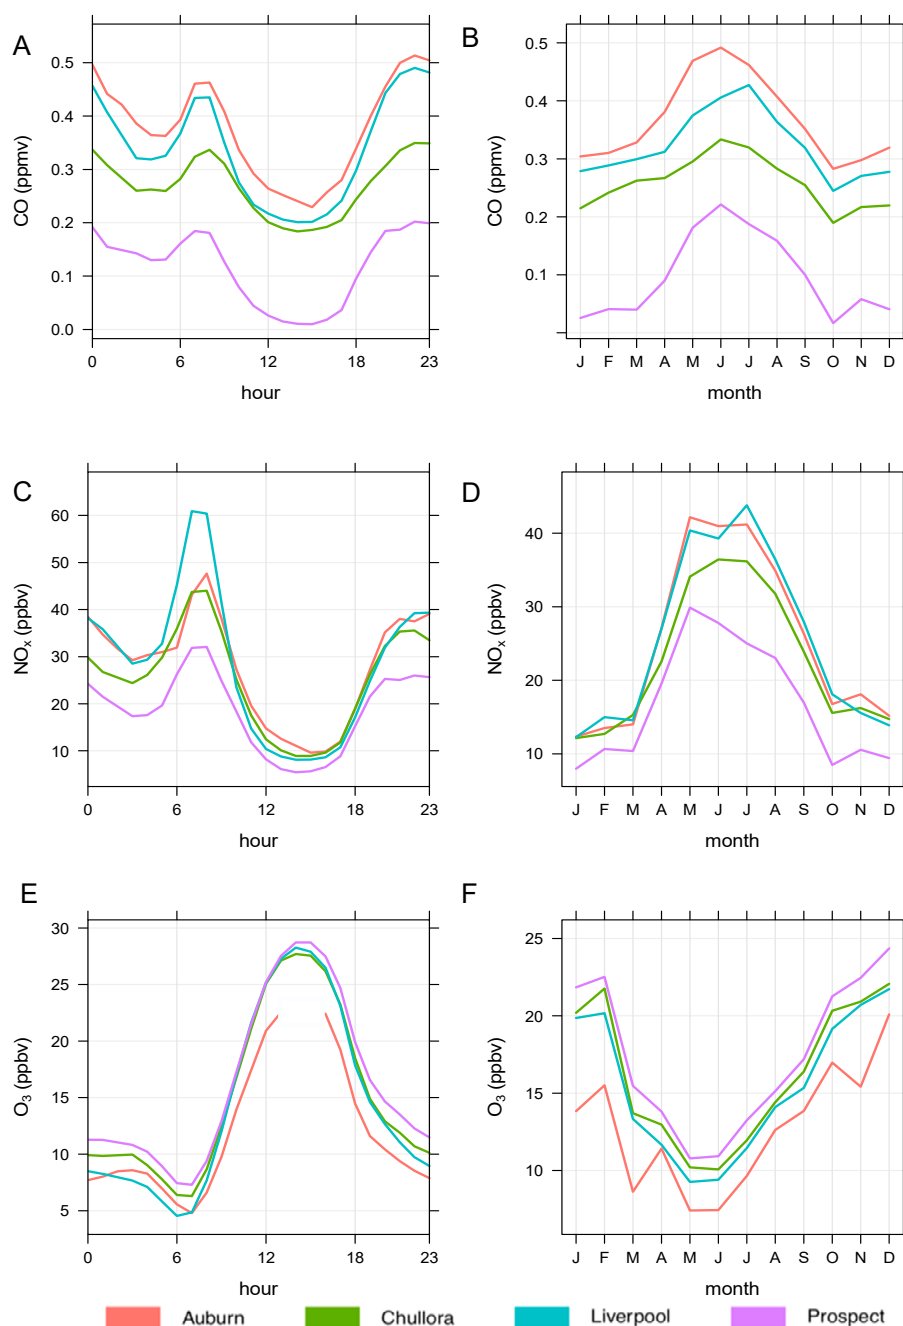 A
CO (ppmv)
0.5
0.4
0.3
0.2
0.1
0.0
0 6 12 18 23
hour
B
CO (ppmv)
0.5
0.4
0.3
0.2
0.1
J F M A M J J A S O N D
month
C
NOx (ppbv)
60
50
40
30
20
10
0 6 12 18 23
hour
D
NOx (ppbv)
40
30
20
10
J F M A M J J A S O N D
month
E
O3 (ppbv)
30
25
20
15
10
5
0 6 12 18 23
hour
F
O3 (ppbv)
25
20
15
10
J F M A M J J A S O N D
month
Auburn Chullora Liverpool Prospect